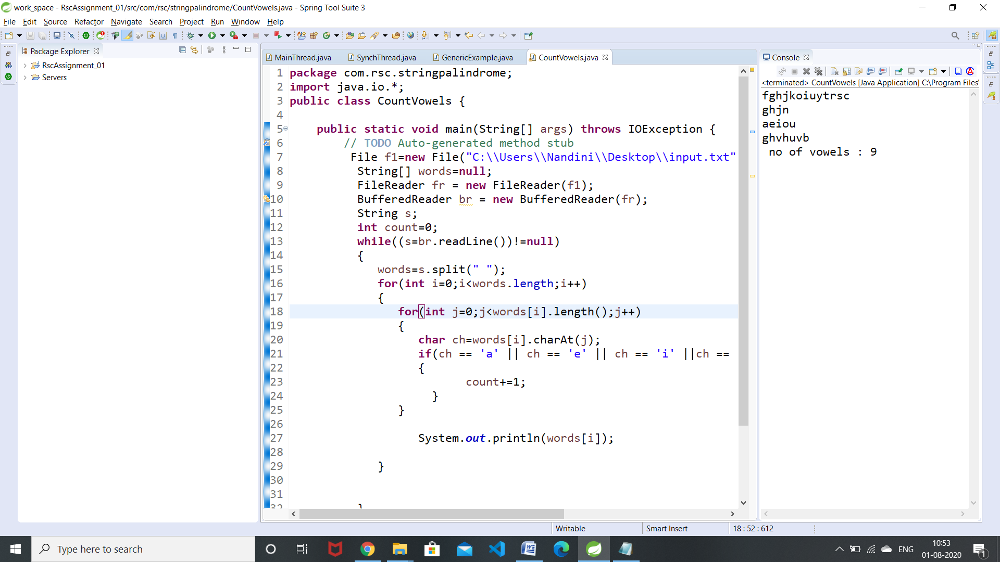 work_space - RscAssignment_01/src/com/rsc/stringpalindrome/CountVowels.java - Spring Tool Suite 3
File Edit Source Refactor Navigate Search Project Run Window Help
Package Explorer
RscAssignment_01
Servers
MainThread.java SynchThread.java GenericExample.java CountVowels.java
1 package com.rsc.stringpalindrome;
2 import java.io.*;
3 public class CountVowels {
4
5 public static void main(String[] args) throws IOException {
6 // TODO Auto-generated method stub
7 File f1=new File("C:\\Users\\Nandini\\Desktop\\input.txt"
8 String[] words=null;
9 FileReader fr = new FileReader(f1);
10 BufferedReader br = new BufferedReader(fr);
11 String s;
12 int count=0;
13 while((s=br.readLine())!=null)
14 {
15 words=s.split(" ");
16 for(int i=0;i<words.length;i++)
17 {
18 for(int j=0;j<words[i].length();j++)
19 {
20 char ch=words[i].charAt(j);
21 if(ch == 'a' || ch == 'e' || ch == 'i' ||ch ==
22 {
23 count+=1;
24 }
25 }
26
27 System.out.println(words[i]);
28
29 }
30
31
32 }
Console
<terminated> CountVowels [Java Application] C:\Program Files\
fghjkoiuytrsc
ghjn
aeiou
ghvhuvb
no of vowels : 9
Writable Smart Insert 18 : 52 : 612
Type here to search
ENG
10:53
01-08-2020
1